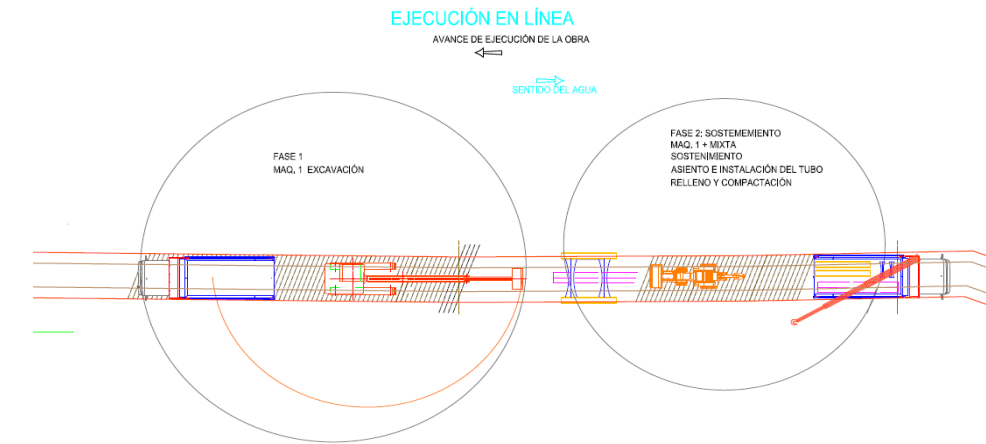 EJECUCIÓN EN LÍNEA
AVANCE DE EJECUCIÓN DE LA OBRA
SENTIDO DEL AGUA
FASE 1
MAQ. 1 EXCAVACIÓN
FASE 2: SOSTEMEMIENTO
MAQ. 1 + MIXTA
SOSTENIMIENTO
ASIENTO E INSTALACIÓN DEL TUBO
RELLENO Y COMPACTACIÓN